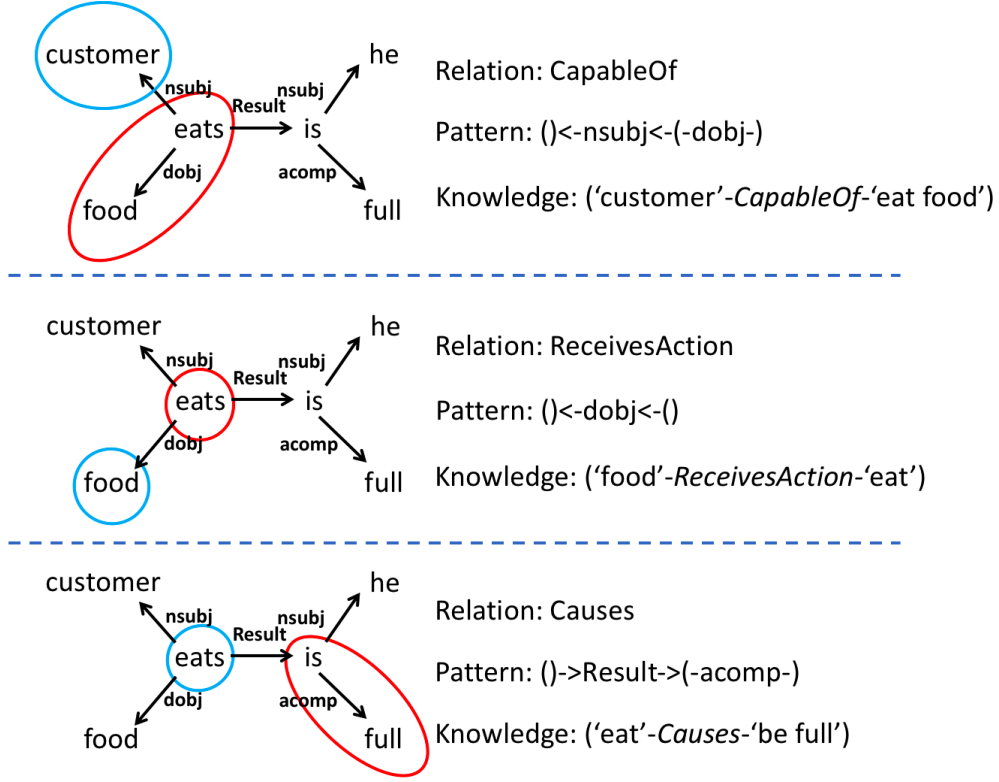 customer
he
nsubj
nsubj
Result
eats
is
dobj
acomp
food
full
Relation: CapableOf
Pattern: ()<-nsubj<-(-dobj-)
Knowledge: (‘customer’-CapableOf-‘eat food’)
customer
he
nsubj
nsubj
Result
eats
is
dobj
acomp
food
full
Relation: ReceivesAction
Pattern: ()<-dobj<-()
Knowledge: (‘food’-ReceivesAction-‘eat’)
customer
he
nsubj
nsubj
Result
eats
is
dobj
acomp
food
full
Relation: Causes
Pattern: ()->Result->(-acomp-)
Knowledge: (‘eat’-Causes-‘be full’)